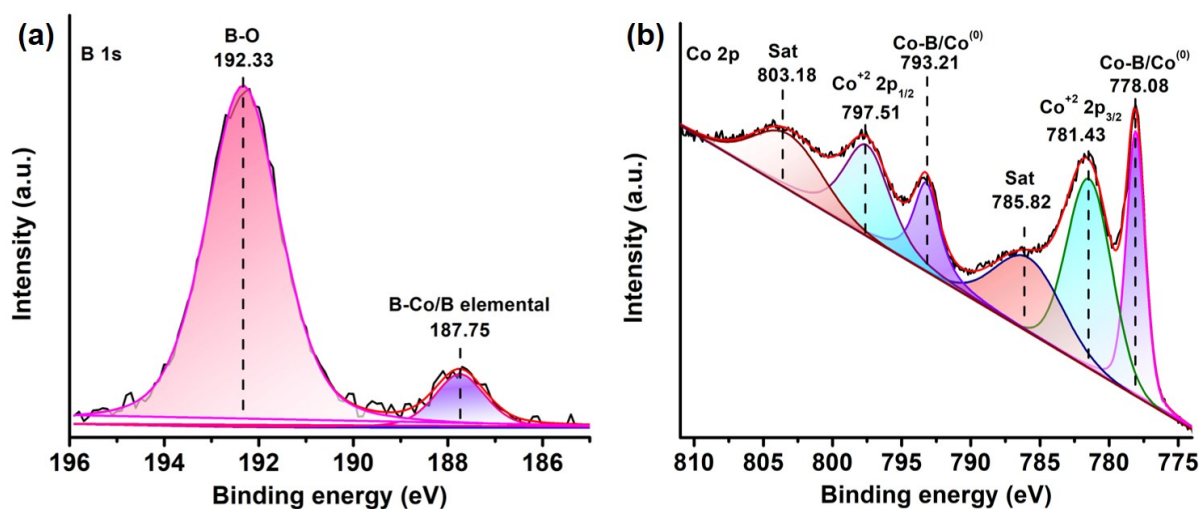 (a)
B 1s
B-O
192.33
B-Co/B elemental
187.75
Intensity (a.u.)
196 194 192 190 188 186
Binding energy (eV)
(b)
Co 2p
Sat
803.18
Co+2 2p1/2
797.51
Co-B/Co(0)
793.21
Sat
785.82
Co+2 2p3/2
781.43
Co-B/Co(0)
778.08
Intensity (a.u.)
810 805 800 795 790 785 780 775
Binding energy (eV)